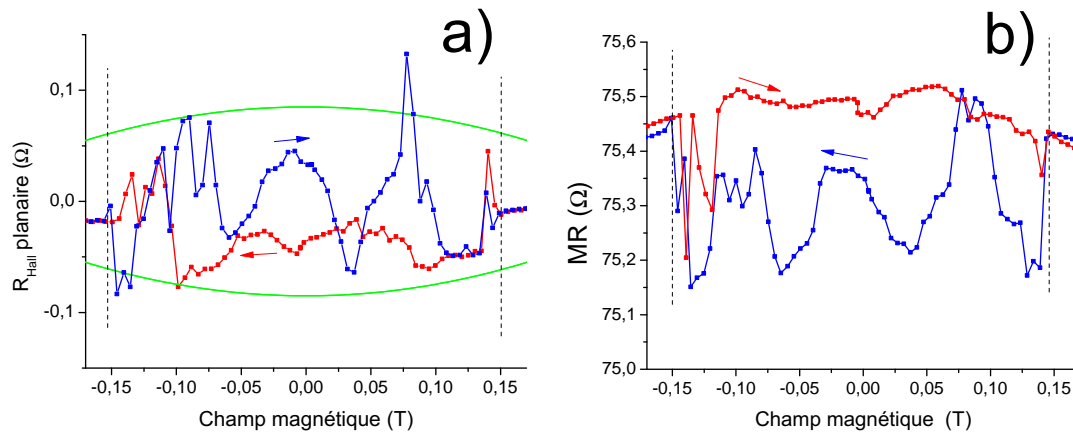 a)
0,1
0,0
-0,1
R_Hall planaire (Ω)
-0,15 -0,10 -0,05 0,00 0,05 0,10 0,15
Champ magnétique (T)
b)
75,6
75,5
75,4
75,3
75,2
75,1
75,0
MR (Ω)
-0,15 -0,10 -0,05 0,00 0,05 0,10 0,15
Champ magnétique (T)